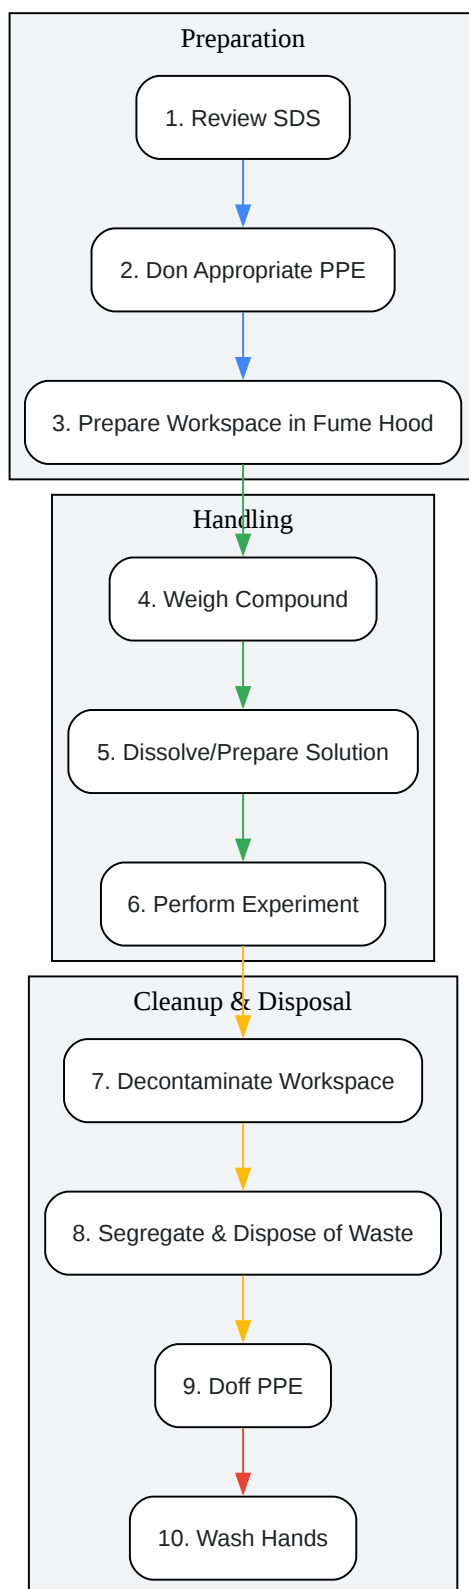 Preparation
1. Review SDS
2. Don Appropriate PPE
3. Prepare Workspace in Fume Hood
Handling
4. Weigh Compound
5. Dissolve/Prepare Solution
6. Perform Experiment
Cleanup & Disposal
7. Decontaminate Workspace
8. Segregate & Dispose of Waste
9. Doff PPE
10. Wash Hands